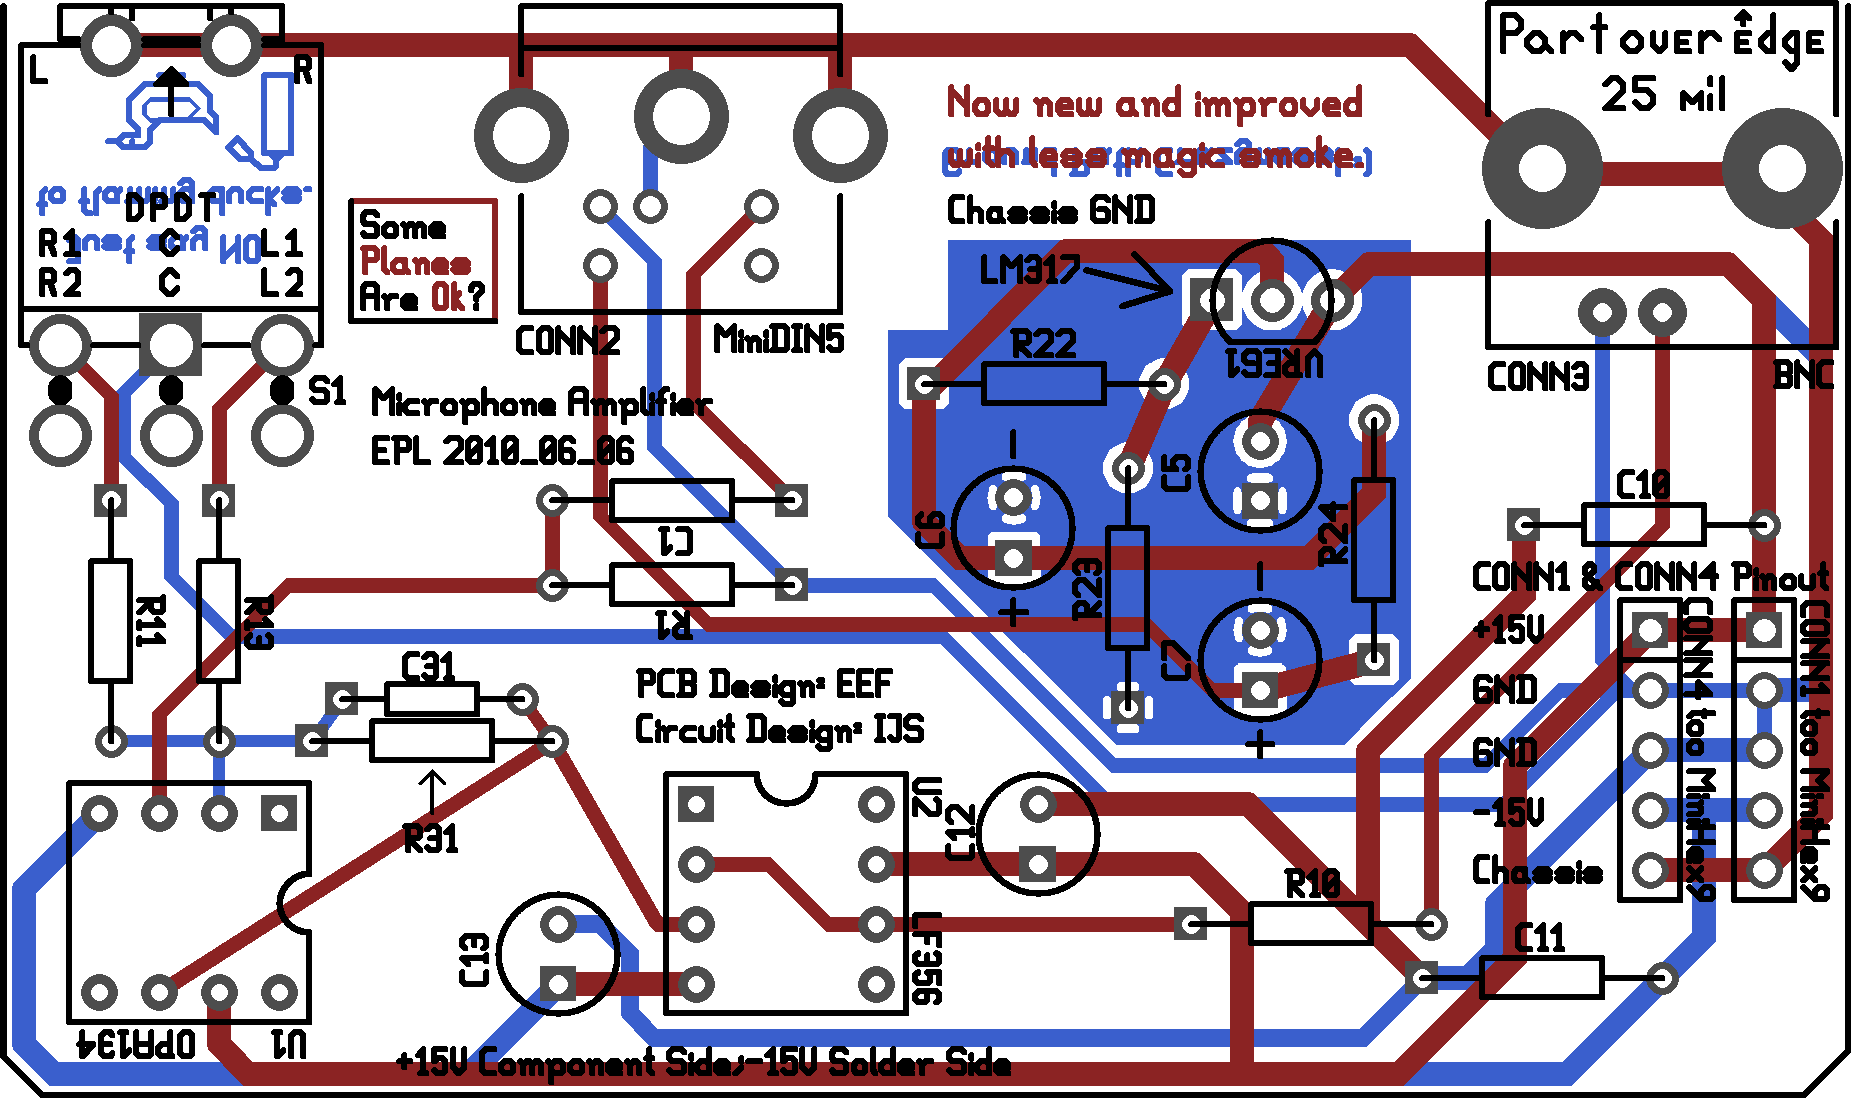 Part over Edge
25 Mil
L
R
Now new and improved
with less magic smoke.
DPDT
R1 C L1
R2 C L2
Some
Planes
Are Ok?
Chassis GND
LM317
CONN2
MiniDIN5
R22
VREG1
CONN3
BNC
S1
Microphone Amplifier
EPL 2010_06_06
C5
C10
C1
C9
R24
R23
CONN1 & CONN4 Pinout
R11
R13
R1
+15V
CONN4 too MiniHex9
CONN1 too MiniHex9
C31
PCB Design: EEF
C7
GND
Circuit Design: IJS
GND
U2
C12
-15V
R31
Chassis
R10
C13
LF356
C11
OPA134
U1
+15V Component Side,-15V Solder Side